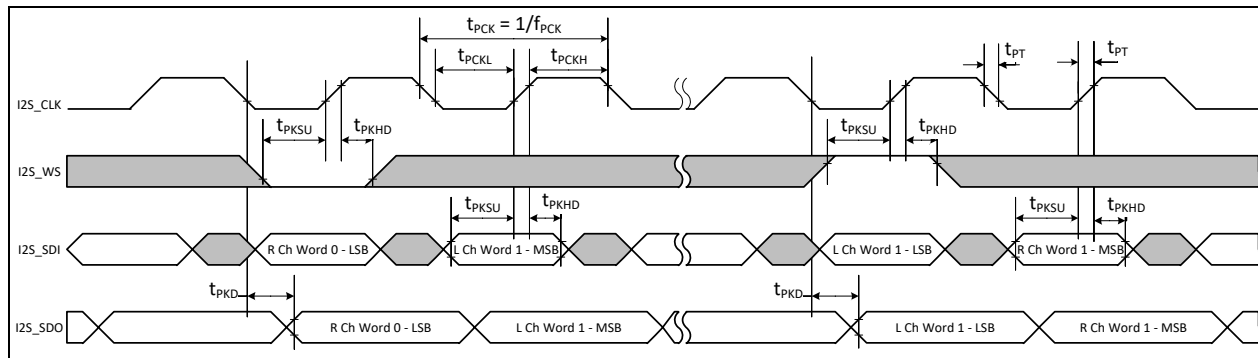 tPCK = 1/fPCK
tPCKL tPCKH tPT tPT
I2S_CLK
tPKSU tPKHD tPKSU tPKHD
I2S_WS
tPKSU tPKHD tPKSU tPKHD
I2S_SDI R Ch Word 0 - LSB L Ch Word 1 - MSB L Ch Word 1 - LSB R Ch Word 1 - MSB
tPKD tPKD
I2S_SDO R Ch Word 0 - LSB L Ch Word 1 - MSB L Ch Word 1 - LSB R Ch Word 1 - MSB